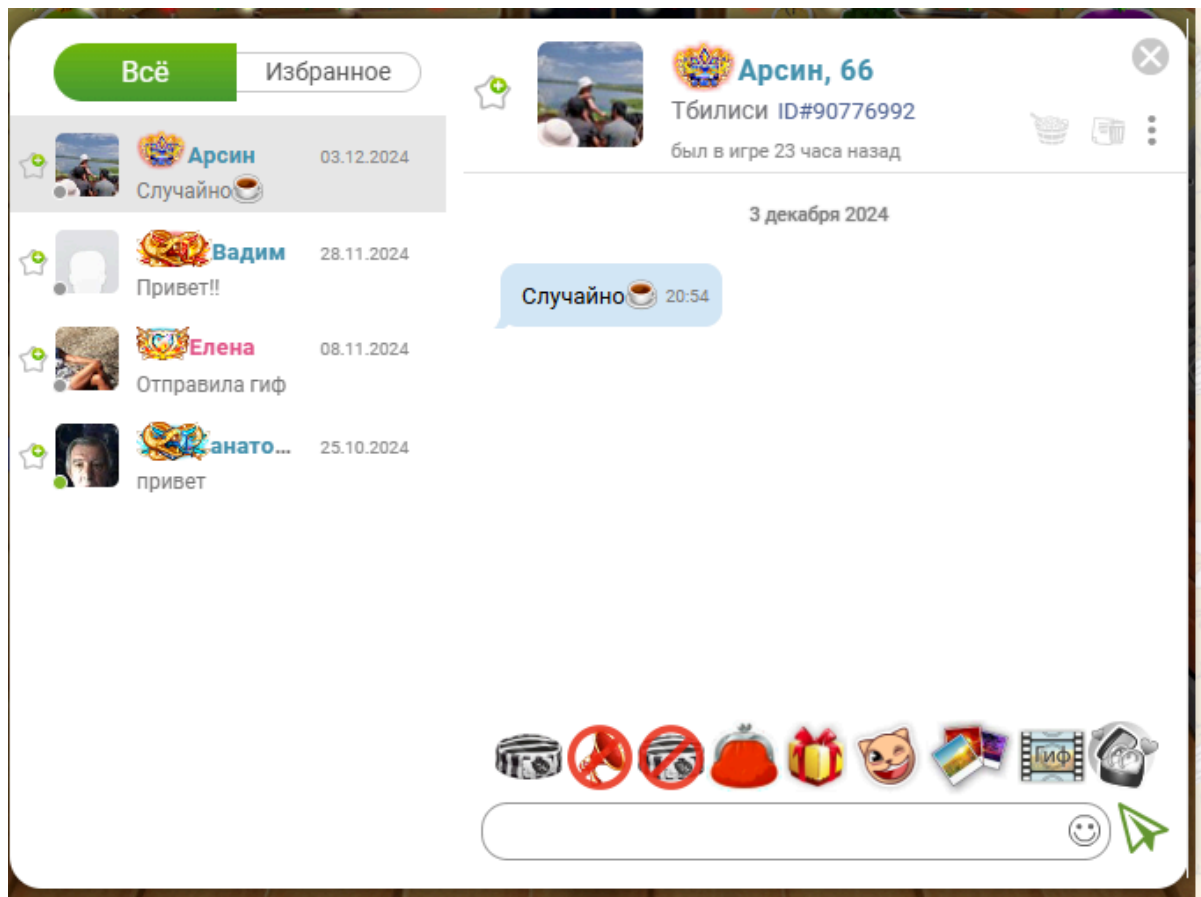 Всё
Избранное
Арсин
03.12.2024
Случайно
Вадим
28.11.2024
Привет!!
Елена
08.11.2024
Отправила гиф
анато...
25.10.2024
привет
Арсин, 66
Тбилиси ID#90776992
был в игре 23 часа назад
3 декабря 2024
Случайно 20:54
Гиф